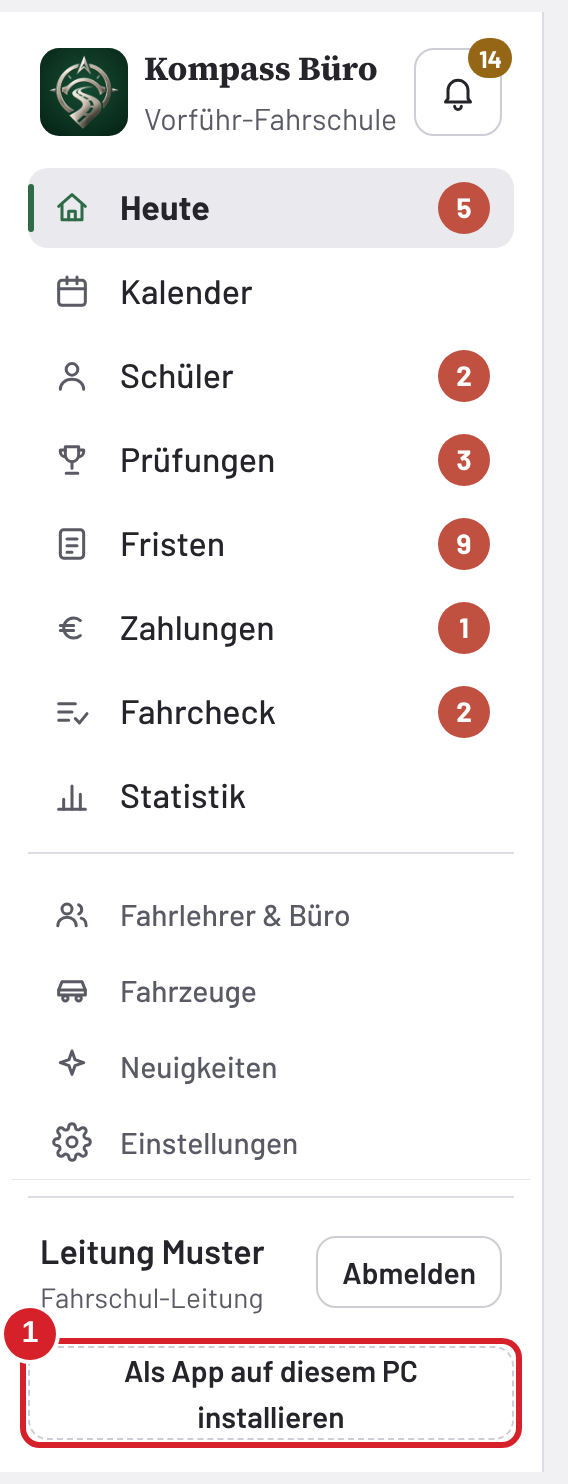 Kompass Büro
14
Vorführ-Fahrschule
Heute 5
Kalender
Schüler 2
Prüfungen 3
Fristen 9
€ Zahlungen 1
Fahrcheck 2
Statistik
Fahrlehrer & Büro
Fahrzeuge
Neuigkeiten
Einstellungen
Leitung Muster
Abmelden
Fahrschul-Leitung
1
Als App auf diesem PC
installieren